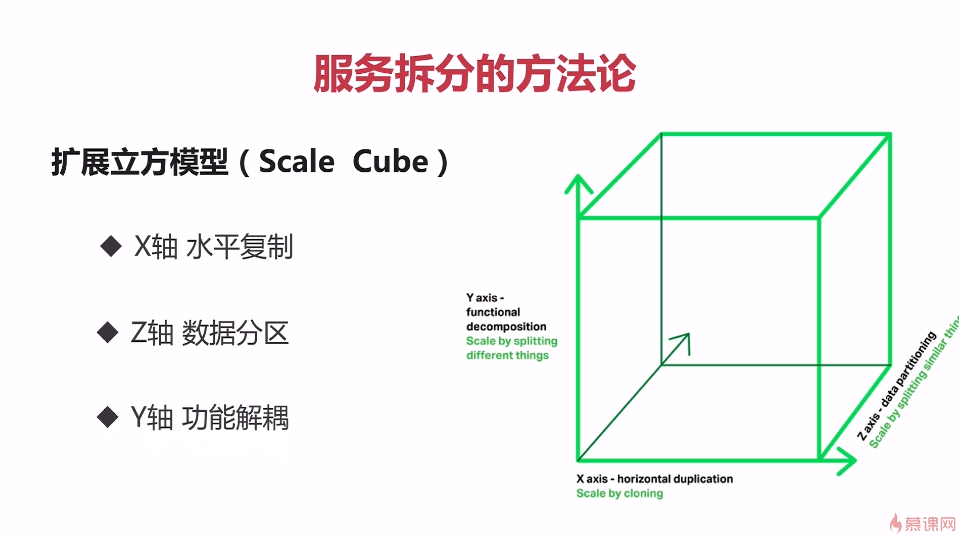 服务拆分的方法论
扩展立方模型（Scale Cube）
◆ X轴 水平复制
◆ Z轴 数据分区
◆ Y轴 功能解耦
Y axis -
functional
decomposition
Scale by splitting
different things
Z axis - data partitioning
Scale by splitting similar thin
X axis - horizontal duplication
Scale by cloning
慕课网